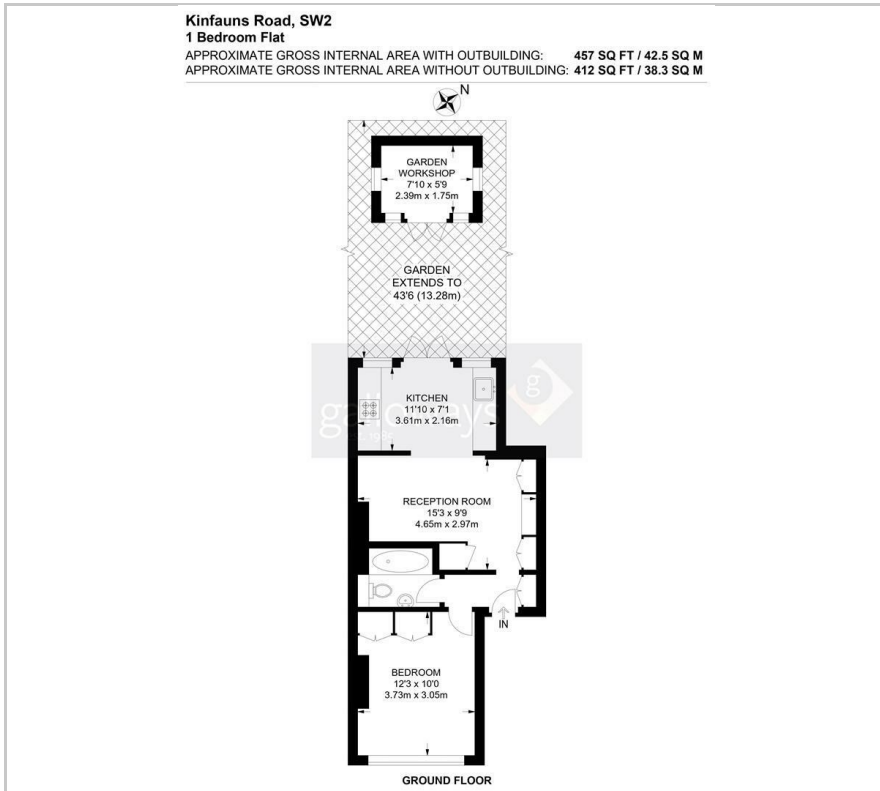 Kinfauns Road, SW2
1 Bedroom Flat
APPROXIMATE GROSS INTERNAL AREA WITH OUTBUILDING: 457 SQ FT / 42.5 SQ M
APPROXIMATE GROSS INTERNAL AREA WITHOUT OUTBUILDING: 412 SQ FT / 38.3 SQ M
N
GARDEN
WORKSHOP
7'10 x 5'9
2.39m x 1.75m
GARDEN
EXTENDS TO
43'6 (13.28m)
g
KITCHEN
11'10 x 7'1
3.61m x 2.16m
galloways
RECEPTION ROOM
15'3 x 9'9
4.65m x 2.97m
IN
BEDROOM
12'3 x 10'0
3.73m x 3.05m
GROUND FLOOR